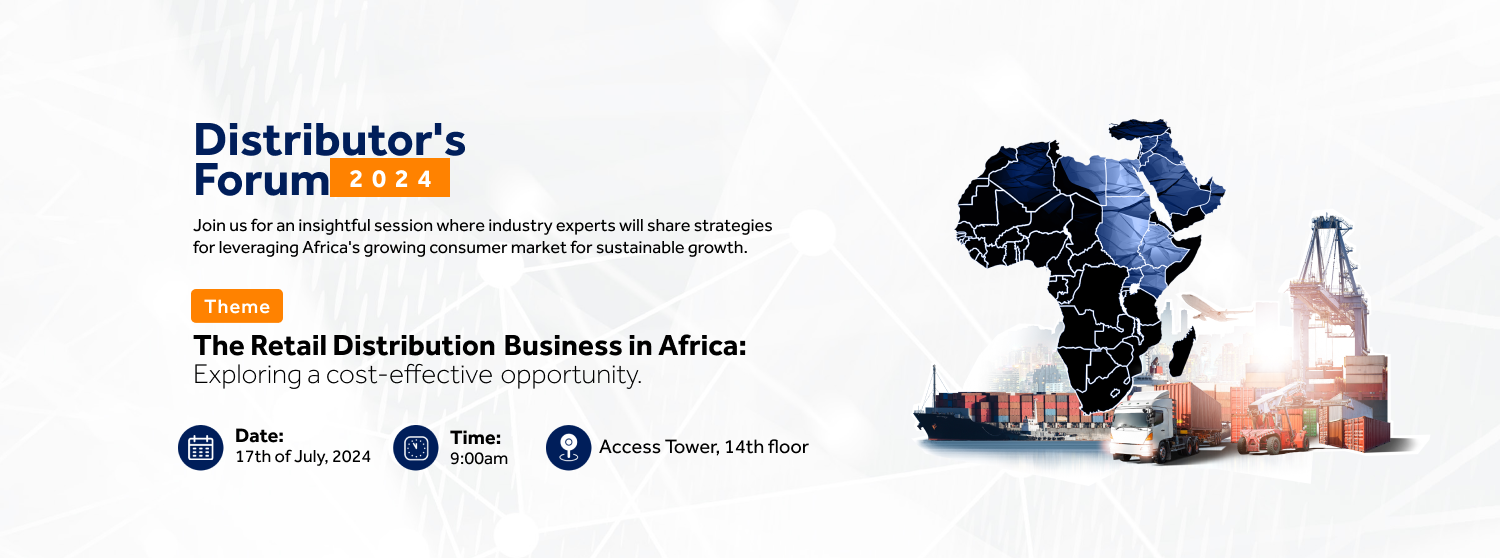 Distributor's
Forum 2024
Join us for an insightful session where industry experts will share strategies
for leveraging Africa's growing consumer market for sustainable growth.
Theme
The Retail Distribution Business in Africa:
Exploring a cost-effective opportunity.
Date:
17th of July, 2024
Time:
9:00am
Access Tower, 14th floor